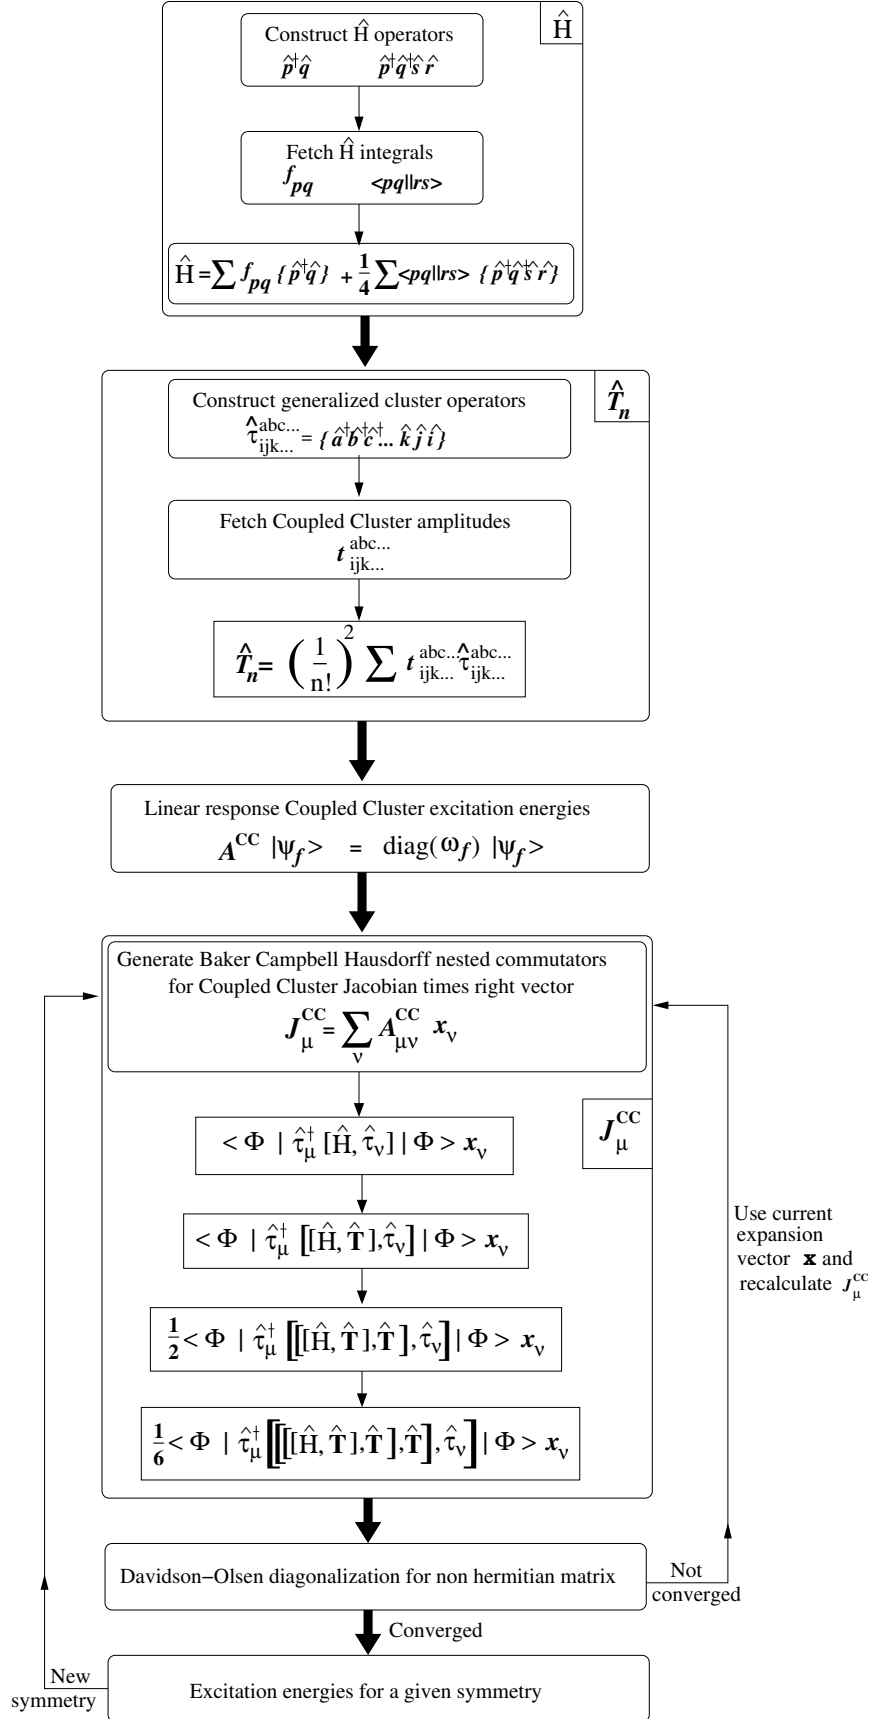 Construct Ĥ operators
Ĥ
p̂†q̂ p̂†q̂†ŝ r̂
Fetch Ĥ integrals
f_pq <pq||rs>
Ĥ = ∑ f_pq {p̂†q̂} + 1/4 ∑ <pq||rs> {p̂†q̂†ŝ r̂}
Construct generalized cluster operators
T̂_n
τ̂^abc..._ijk... = {â†b̂†ĉ†... k̂ ĵ î}
Fetch Coupled Cluster amplitudes
t^abc..._ijk...
T̂_n = (1/n!)^2 ∑ t^abc..._ijk... τ̂^abc..._ijk...
Linear response Coupled Cluster excitation energies
A^CC |ψ_f> = diag(ω_f) |ψ_f>
Generate Baker Campbell Hausdorff nested commutators
for Coupled Cluster Jacobian times right vector
J^CC_μ = ∑_ν A^CC_μν x_ν
< Φ | τ̂†_μ [Ĥ, τ̂_ν] | Φ > x_ν
J^CC_μ
< Φ | τ̂†_μ [[Ĥ, T̂], τ̂_ν] | Φ > x_ν
Use current
expansion
vector x and
recalculate J^CC_μ
1/2 < Φ | τ̂†_μ [[[Ĥ, T̂], T̂], τ̂_ν] | Φ > x_ν
1/6 < Φ | τ̂†_μ [[[[Ĥ, T̂], T̂], T̂], τ̂_ν] | Φ > x_ν
Davidson–Olsen diagonalization for non hermitian matrix
Not
converged
Converged
New
symmetry
Excitation energies for a given symmetry